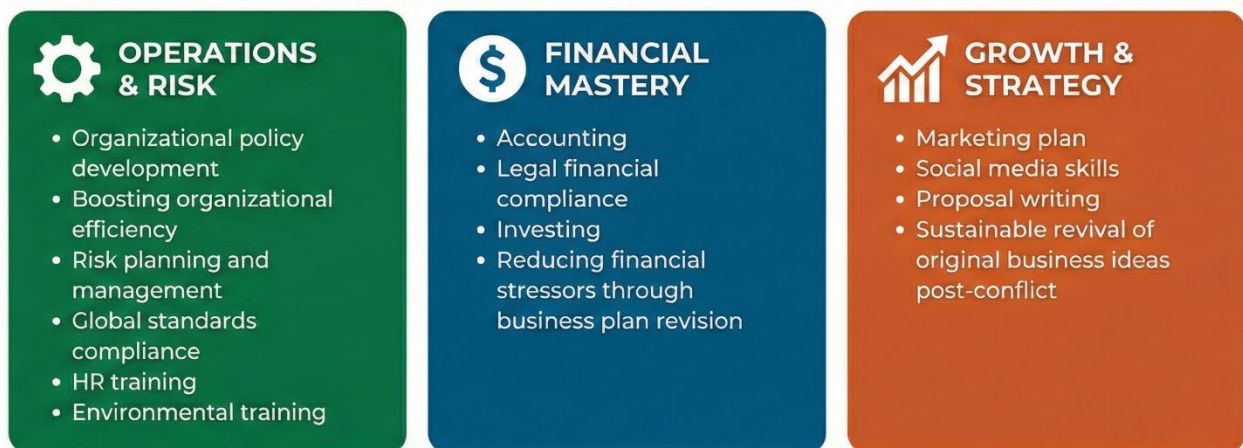 OPERATIONS
& RISK
• Organizational policy
development
• Boosting organizational
efficiency
• Risk planning and
management
• Global standards
compliance
• HR training
• Environmental training
$
FINANCIAL
MASTERY
• Accounting
• Legal financial
compliance
• Investing
• Reducing financial
stressors through
business plan revision
GROWTH &
STRATEGY
• Marketing plan
• Social media skills
• Proposal writing
• Sustainable revival of
original business ideas
post-conflict